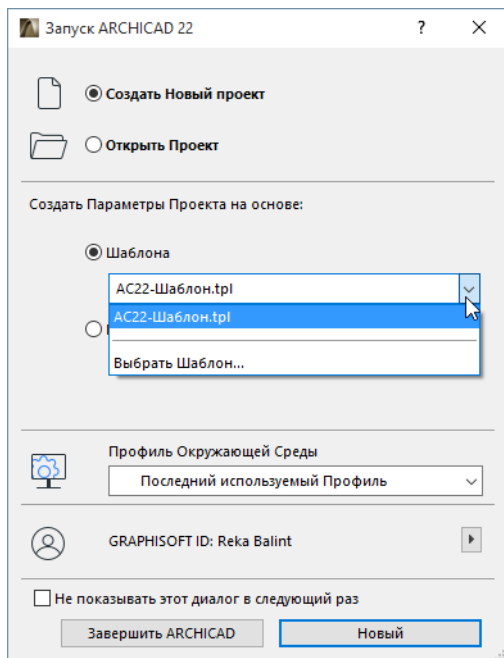 Запуск ARCHICAD 22
?
Создать Новый проект
Открыть Проект
Создать Параметры Проекта на основе:
Шаблона
АС22-Шаблон.tpl
АС22-Шаблон.tpl
Выбрать Шаблон...
Профиль Окружающей Среды
Последний используемый Профиль
GRAPHISOFT ID: Reka Balint
Не показывать этот диалог в следующий раз
Завершить ARCHICAD
Новый